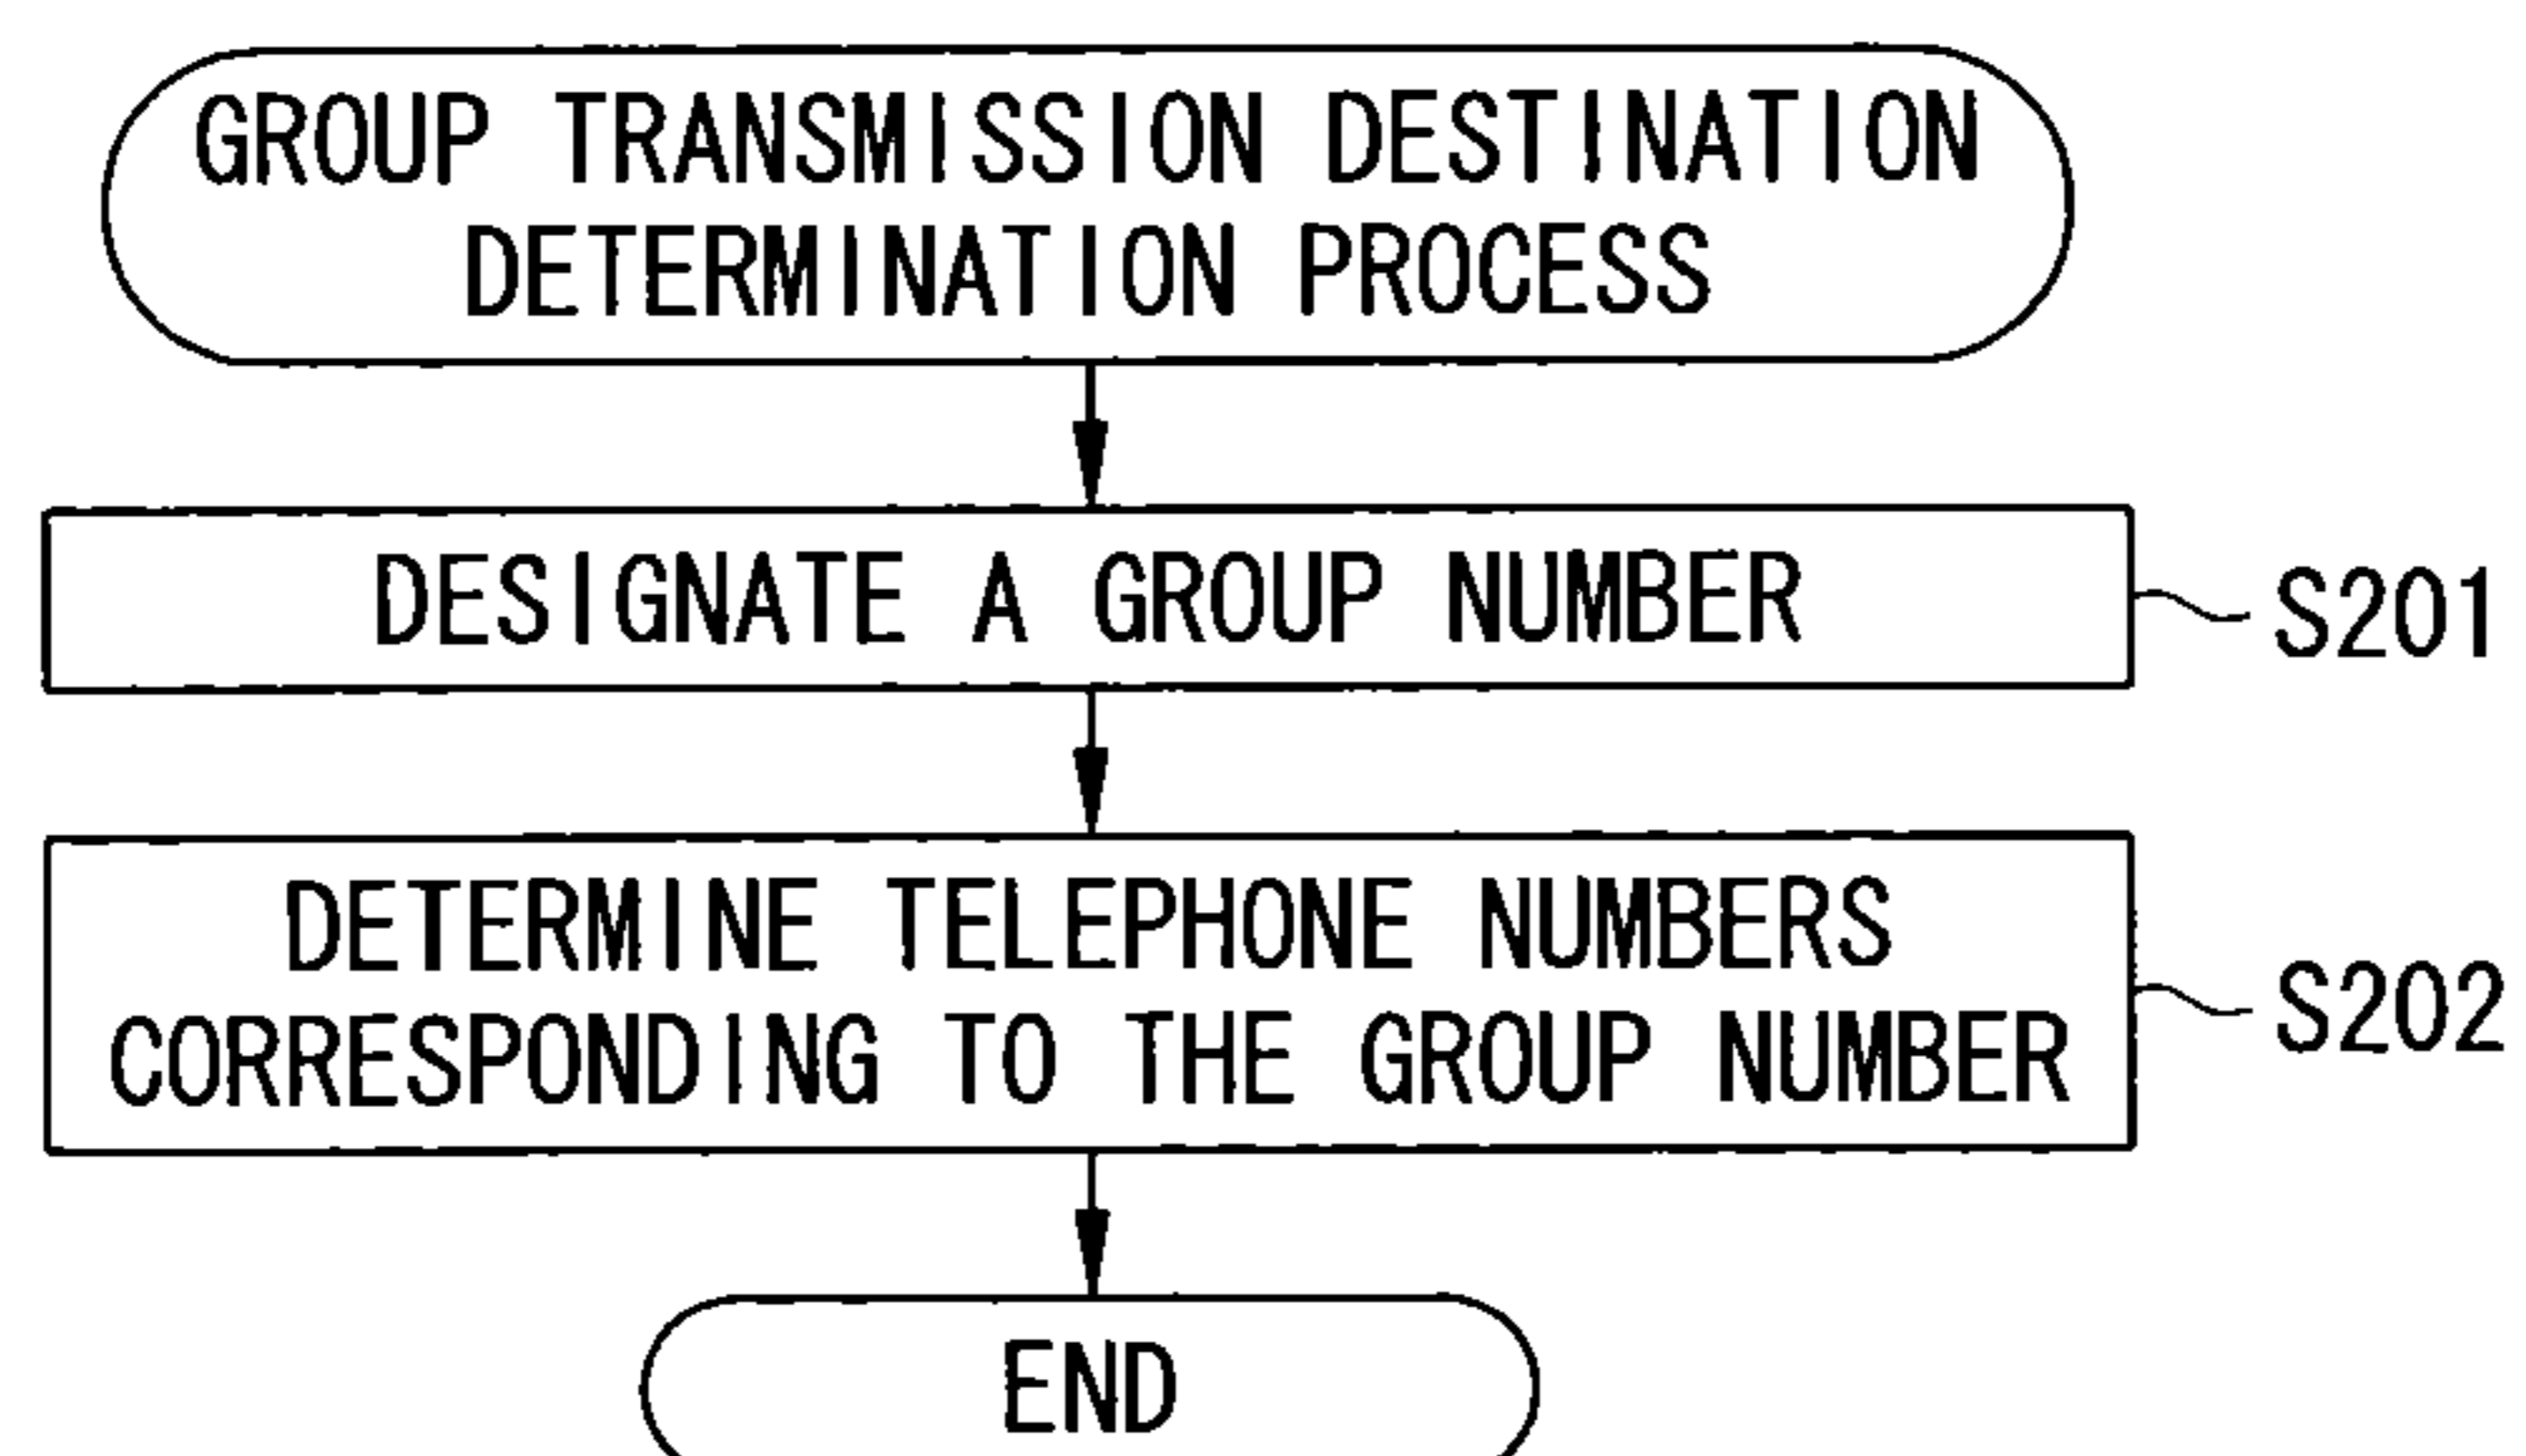 GROUP TRANSMISSION DESTINATION
DETERMINATION PROCESS
DESIGNATE A GROUP NUMBER
S201
DETERMINE TELEPHONE NUMBERS
CORRESPONDING TO THE GROUP NUMBER
S202
END